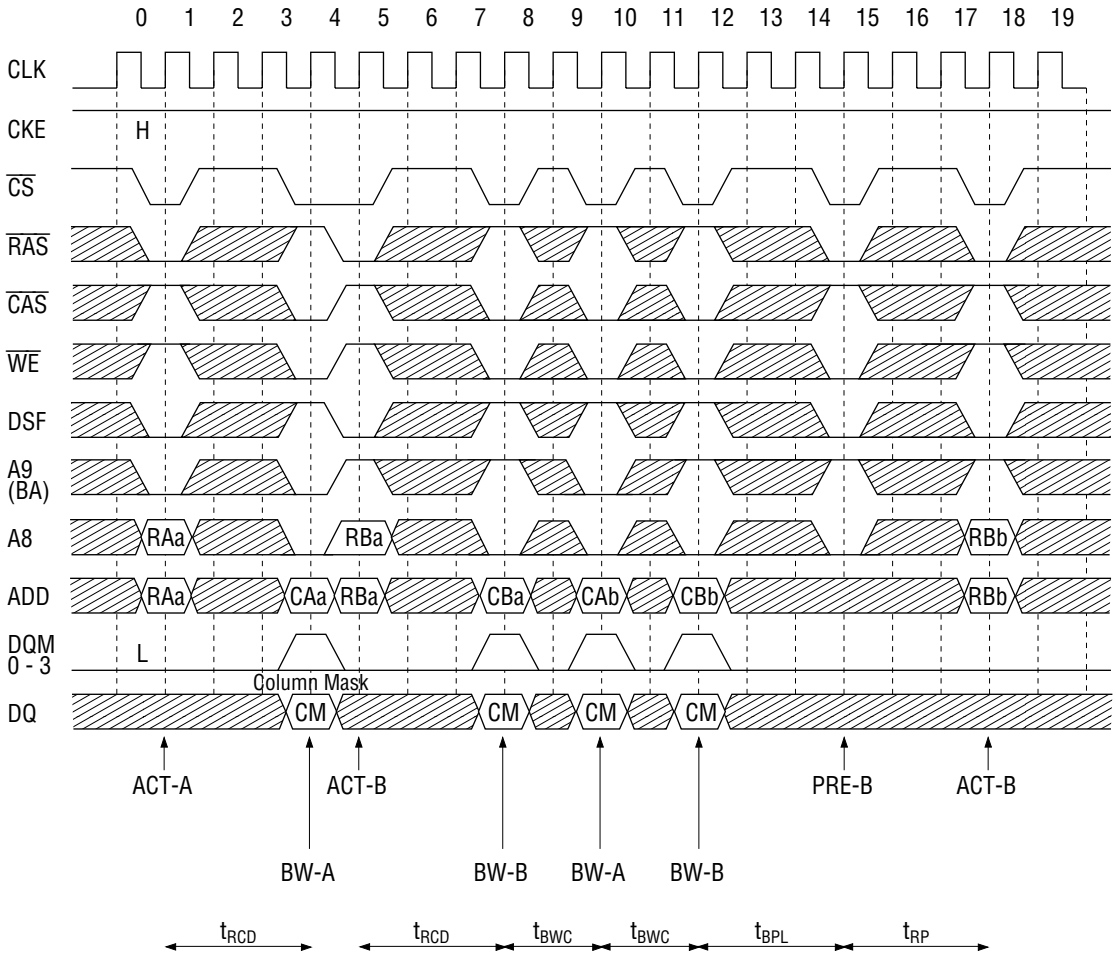 0 1 2 3 4 5 6 7 8 9 10 11 12 13 14 15 16 17 18 19
CLK
CKE H
CS
RAS
CAS
WE
DSF
A9
(BA)
A8 RAa RBa RBb
ADD RAa CAa RBa CBa CAb CBb RBb
DQM
0 - 3 L
Column Mask
DQ CM CM CM CM
ACT-A ACT-B PRE-B ACT-B
BW-A BW-B BW-A BW-B
tRCD tRCD tBWC tBWC tBPL tRP